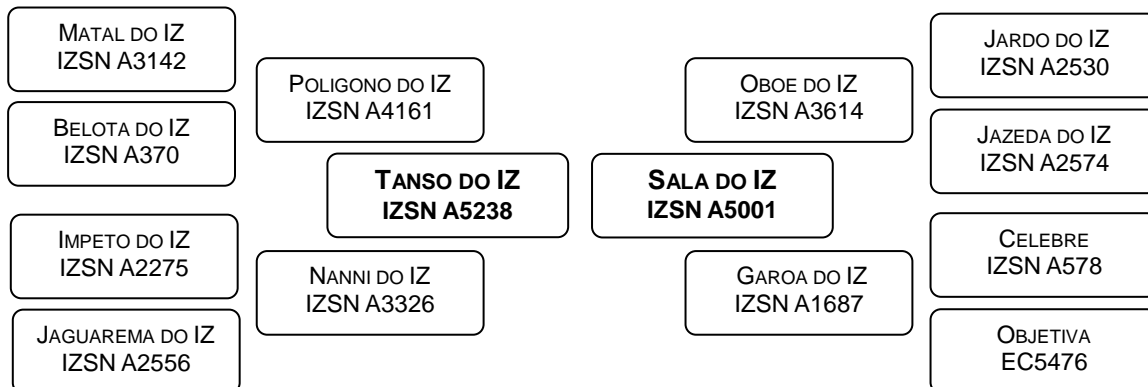 MATAL DO IZ
IZSN A3142
BELOTA DO IZ
IZSN A370
IMPETO DO IZ
IZSN A2275
JAGUAREMA DO IZ
IZSN A2556
POLIGONO DO IZ
IZSN A4161
NANNI DO IZ
IZSN A3326
TANSO DO IZ
IZSN A5238
SALA DO IZ
IZSN A5001
OBOE DO IZ
IZSN A3614
GAROA DO IZ
IZSN A1687
JARDO DO IZ
IZSN A2530
JAZEDA DO IZ
IZSN A2574
CELEBRE
IZSN A578
OBJETIVA
EC5476